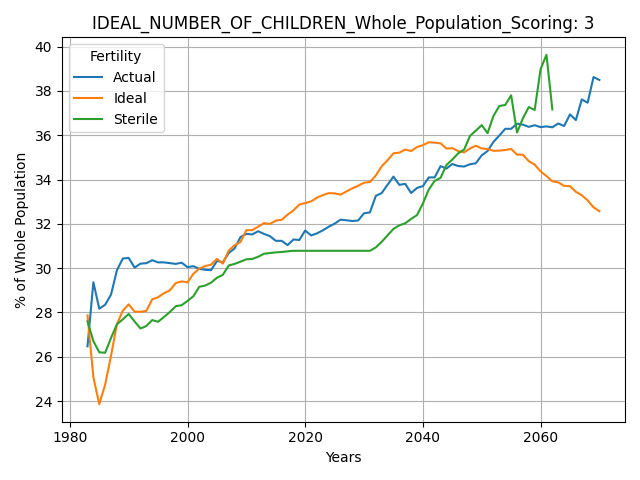 IDEAL_NUMBER_OF_CHILDREN_Whole_Population_Scoring: 3
Fertility
Actual
Ideal
Sterile
40
38
36
34
32
30
28
26
24
% of Whole Population
1980
2000
2020
2040
2060
Years